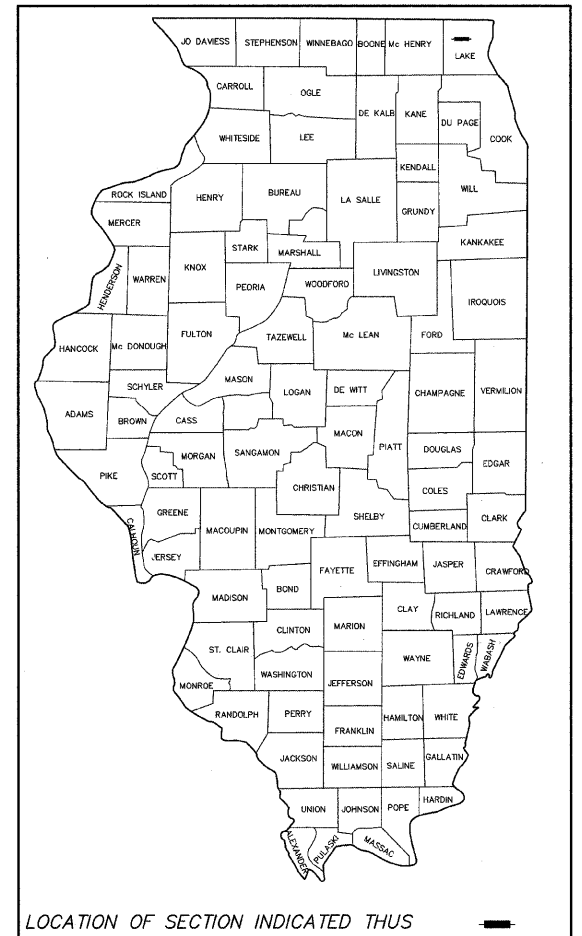 JO DAVIESS STEPHENSON WINNEBAGO BOONE Mc HENRY LAKE
CARROLL OGLE DE KALB KANE DU PAGE COOK
WHITESIDE LEE
KENDALL WILL
ROCK ISLAND HENRY BUREAU LA SALLE GRUNDY
MERCER
STARK MARSHALL KANKAKEE
HENDERSON WARREN KNOX PEORIA WOODFORD LIVINGSTON
IROQUOIS
HANCOCK Mc DONOUGH FULTON TAZEWELL Mc LEAN FORD
SCHYLER MASON LOGAN DE WITT CHAMPAGNE VERMILION
ADAMS BROWN CASS
MACON PIATT
PIKE SCOTT MORGAN SANGAMON DOUGLAS EDGAR
CHRISTIAN COLES
CALHOUN GREENE MACOUPIN MONTGOMERY SHELBY CUMBERLAND CLARK
JERSEY FAYETTE EFFINGHAM JASPER CRAWFORD
MADISON BOND
CLAY RICHLAND LAWRENCE
CLINTON MARION
ST. CLAIR WAYNE EDWARDS WABASH
MONROE WASHINGTON JEFFERSON
RANDOLPH PERRY HAMILTON WHITE
FRANKLIN
JACKSON WILLIAMSON SALINE GALLATIN
UNION JOHNSON POPE HARDIN
ALEXANDER PULASKI MASSAC
LOCATION OF SECTION INDICATED THUS